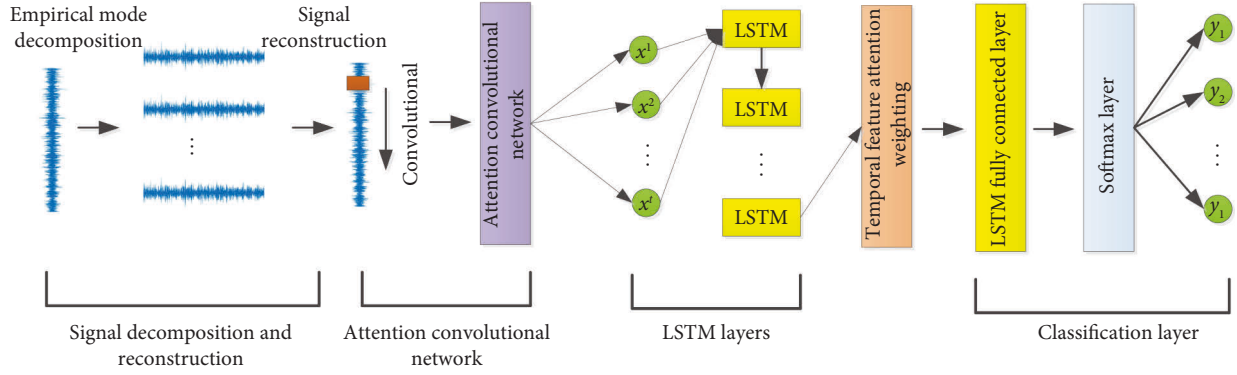 Empirical mode
decomposition
Signal
reconstruction
Convolutional
Attention convolutional
network
x1
x2
⋮
xt
LSTM
LSTM
...
LSTM
Temporal feature attention
weighting
LSTM fully connected layer
Softmax layer
y1
y2
...
y1
Signal decomposition and
reconstruction
Attention convolutional
network
LSTM layers
Classification layer